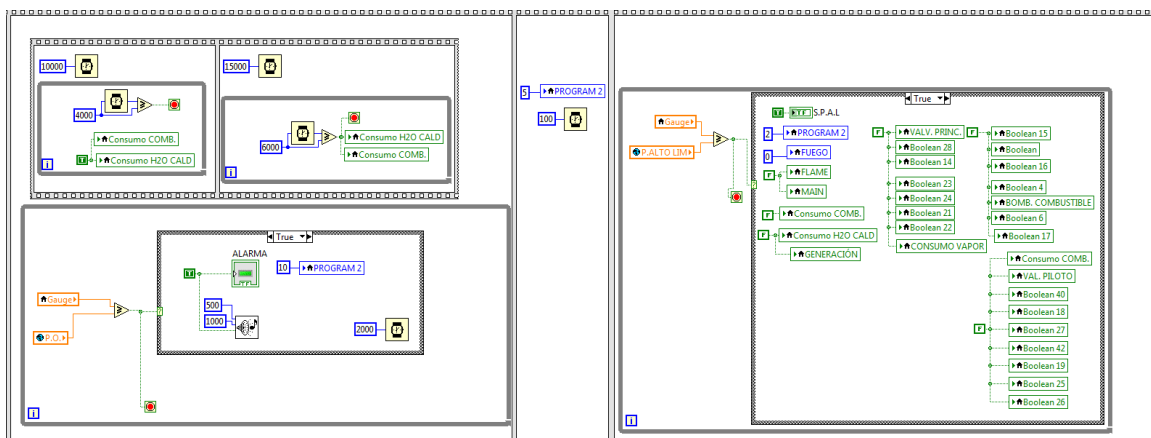 10000
4000
Consumo COMB.
T
Consumo H2O CALD
i
15000
6000
Consumo H2O CALD
Consumo COMB.
i
True
ALARMA
T
TF
10
PROGRAM 2
500
1000
2000
Gauge
P.O.
i
5
PROGRAM 2
100
Gauge
P.ALTO LIM
True
T
TF
S.P.A.L
2
PROGRAM 2
0
FUEGO
F
FLAME
MAIN
F
Consumo COMB.
F
Consumo H2O CALD
GENERACIÓN
F
VALV. PRINC.
Boolean 28
Boolean 14
Boolean 23
Boolean 24
Boolean 21
Boolean 22
CONSUMO VAPOR
F
Boolean 15
Boolean
Boolean 16
Boolean 4
BOMB. COMBUSTIBLE
Boolean 6
Boolean 17
Consumo COMB.
VAL. PILOTO
Boolean 40
Boolean 18
F
Boolean 27
Boolean 42
Boolean 19
Boolean 25
Boolean 26
i